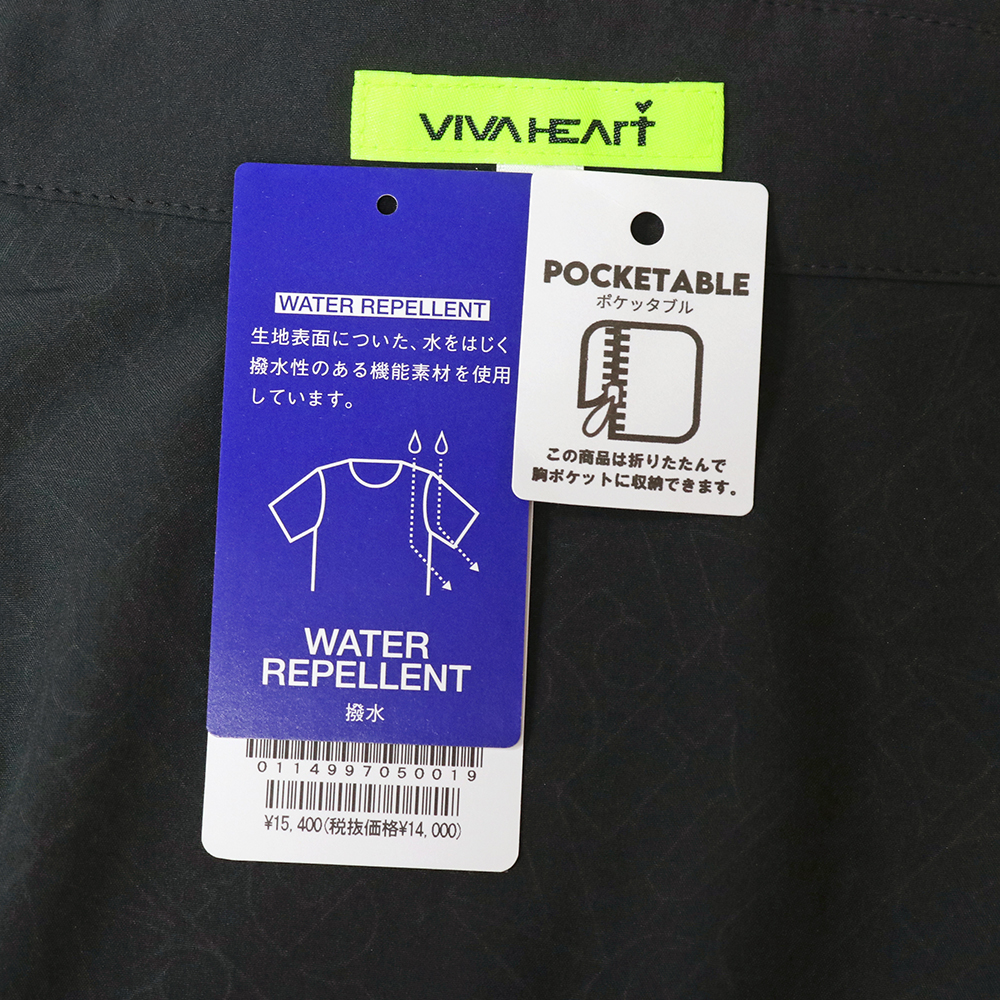 VIVA HEART
WATER REPELLENT
生地表面についた、水をはじく
撥水性のある機能素材を使用
しています。
WATER
REPELLENT
撥水
POCKETABLE
ポケッタブル
この商品は折りたたんで
胸ポケットに収納できます。
0114997050019
¥15,400(税抜価格¥14,000)